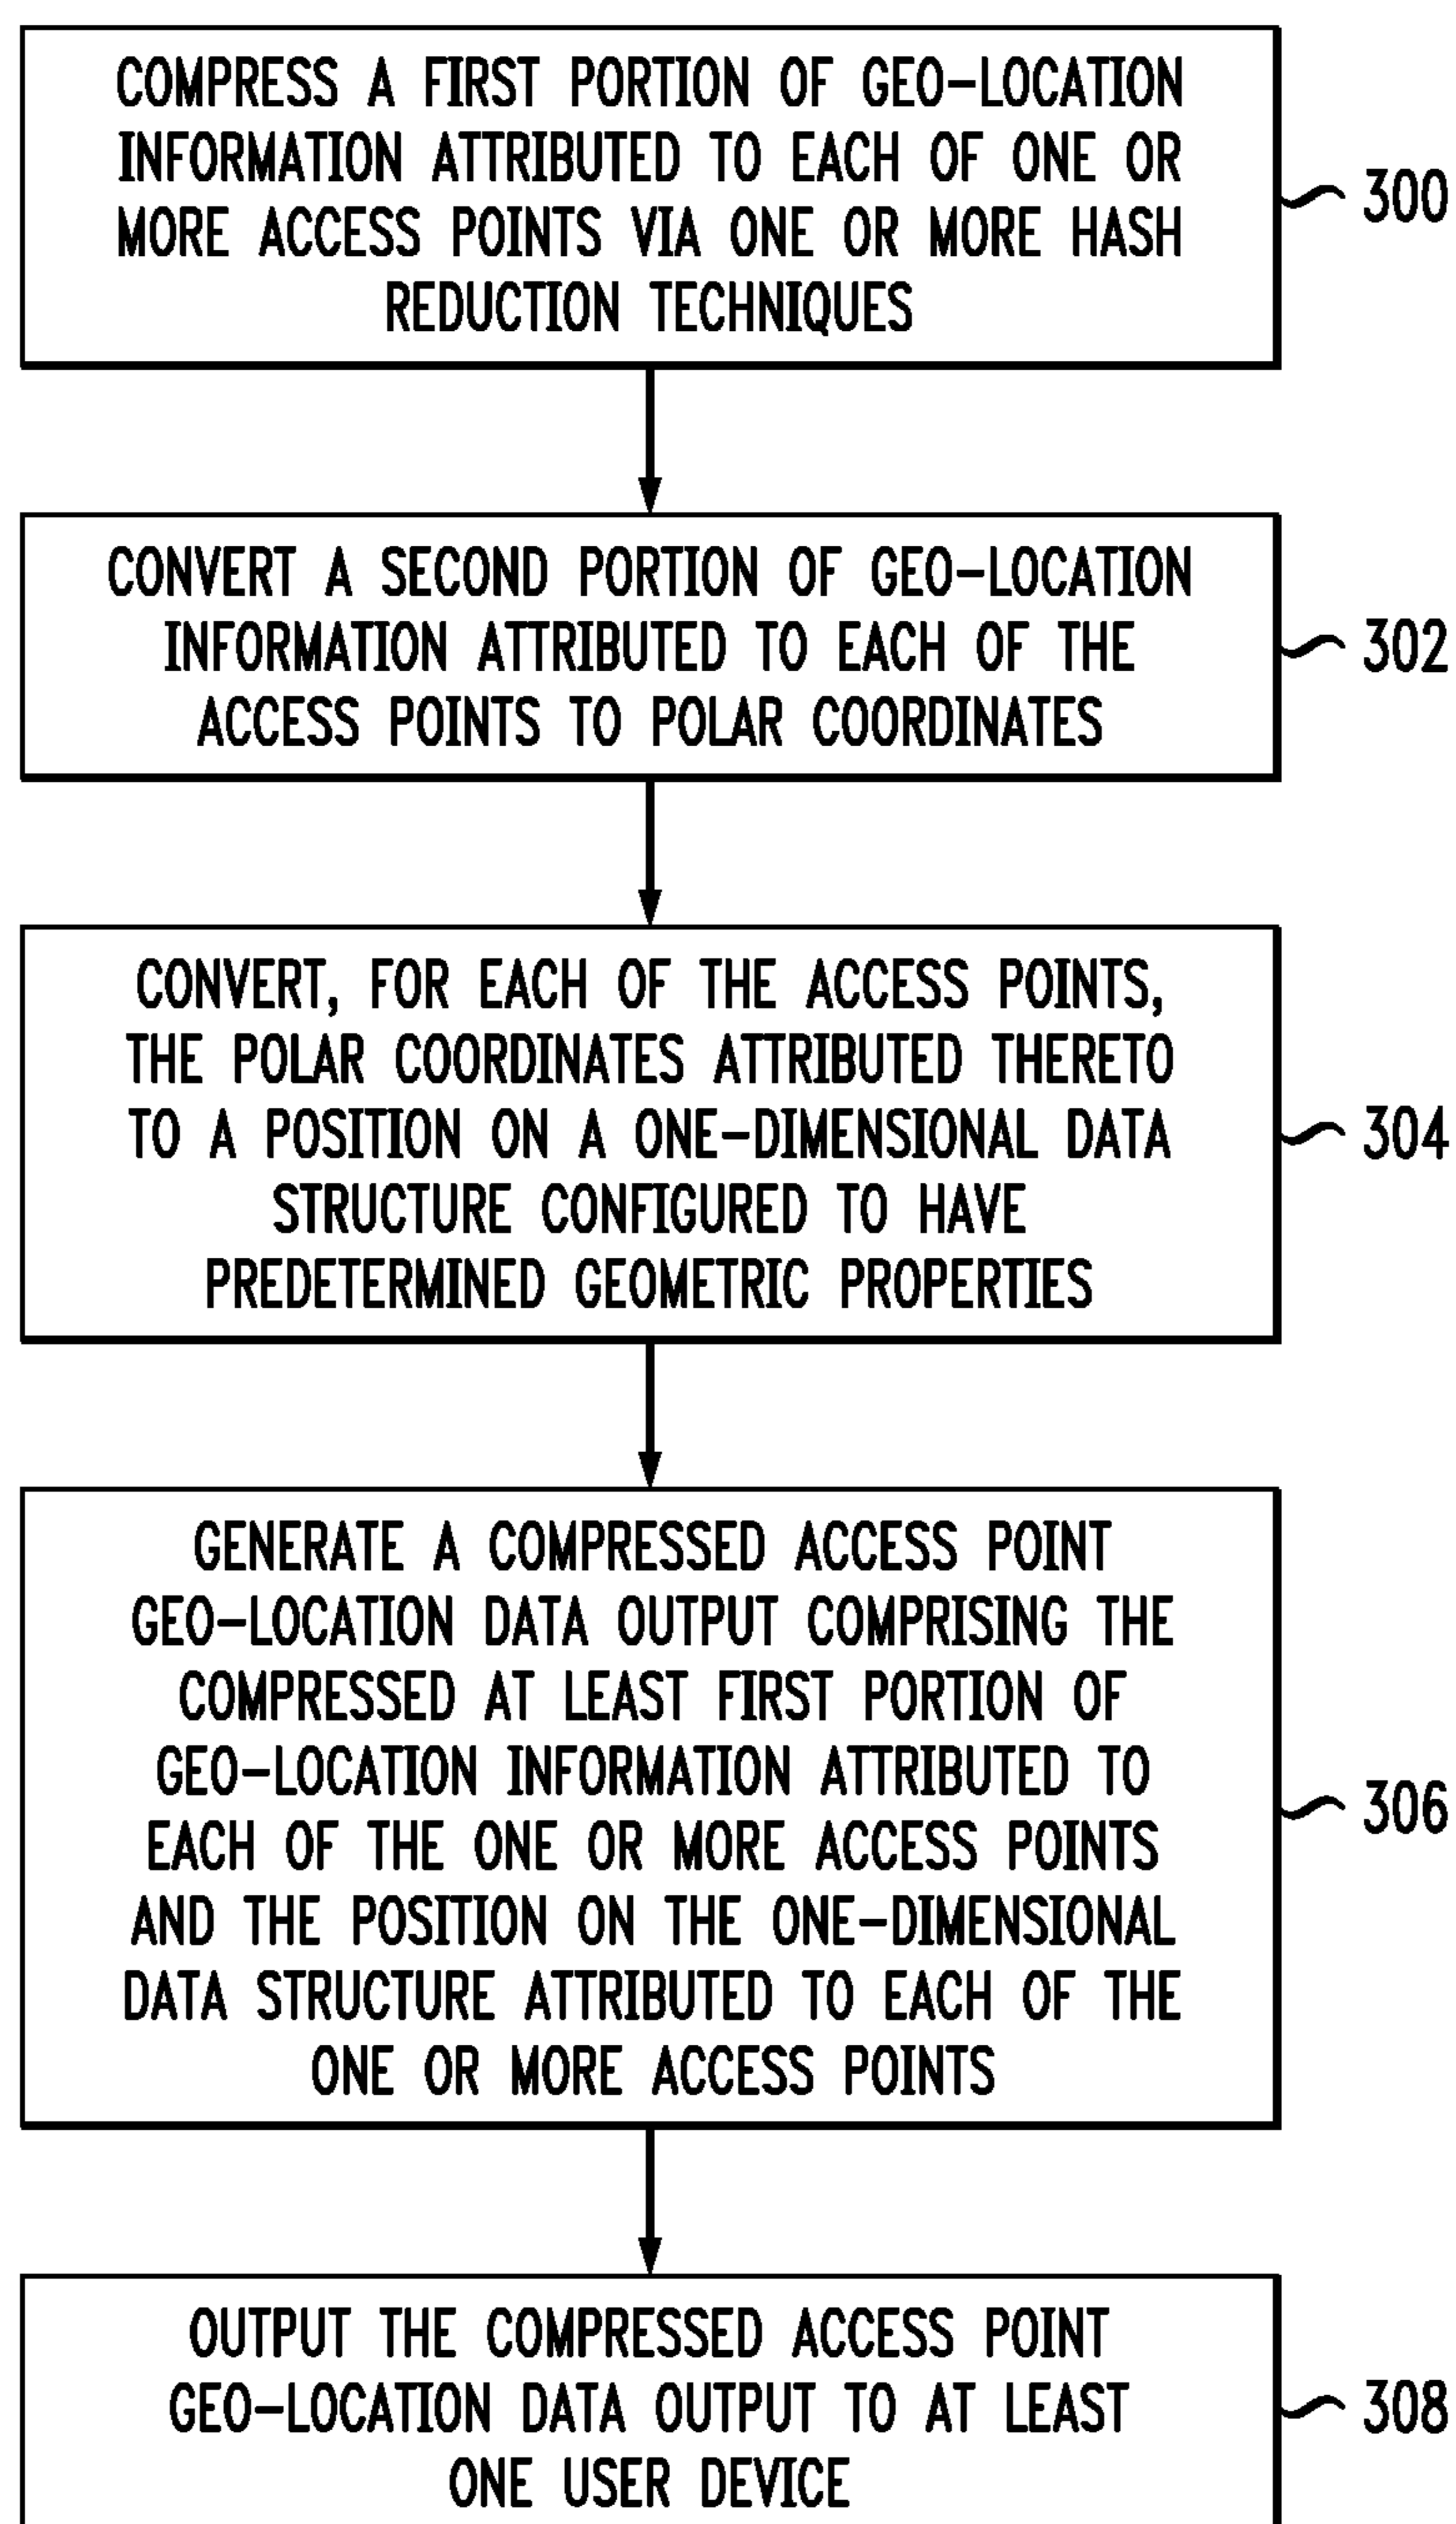 COMPRESS A FIRST PORTION OF GEO-LOCATION
INFORMATION ATTRIBUTED TO EACH OF ONE OR
MORE ACCESS POINTS VIA ONE OR MORE HASH
REDUCTION TECHNIQUES
300
CONVERT A SECOND PORTION OF GEO-LOCATION
INFORMATION ATTRIBUTED TO EACH OF THE
ACCESS POINTS TO POLAR COORDINATES
302
CONVERT, FOR EACH OF THE ACCESS POINTS,
THE POLAR COORDINATES ATTRIBUTED THERETO
TO A POSITION ON A ONE-DIMENSIONAL DATA
STRUCTURE CONFIGURED TO HAVE
PREDETERMINED GEOMETRIC PROPERTIES
304
GENERATE A COMPRESSED ACCESS POINT
GEO-LOCATION DATA OUTPUT COMPRISING THE
COMPRESSED AT LEAST FIRST PORTION OF
GEO-LOCATION INFORMATION ATTRIBUTED TO
EACH OF THE ONE OR MORE ACCESS POINTS
AND THE POSITION ON THE ONE-DIMENSIONAL
DATA STRUCTURE ATTRIBUTED TO EACH OF THE
ONE OR MORE ACCESS POINTS
306
OUTPUT THE COMPRESSED ACCESS POINT
GEO-LOCATION DATA OUTPUT TO AT LEAST
ONE USER DEVICE
308